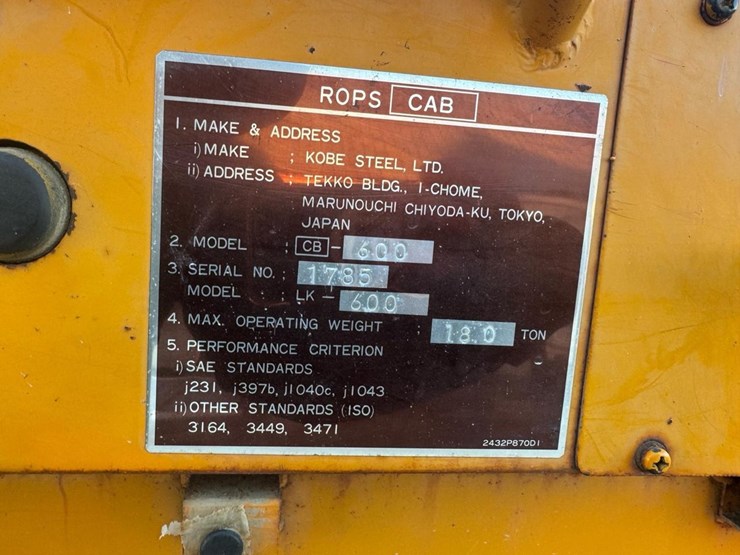 ROPS CAB
1. MAKE & ADDRESS
i) MAKE ; KOBE STEEL, LTD.
ii) ADDRESS ; TEKKO BLDG., 1-CHOME,
MARUNOUCHI CHIYODA-KU, TOKYO,
JAPAN
2. MODEL ; CB - 600
3. SERIAL NO. ; 1785
MODEL ; LK - 600
4. MAX. OPERATING WEIGHT ; 18.0 TON
5. PERFORMANCE CRITERION
i) SAE STANDARDS
j231, j397b, j1040c, j1043
ii) OTHER STANDARDS (ISO)
3164, 3449, 3471
2432P870D1